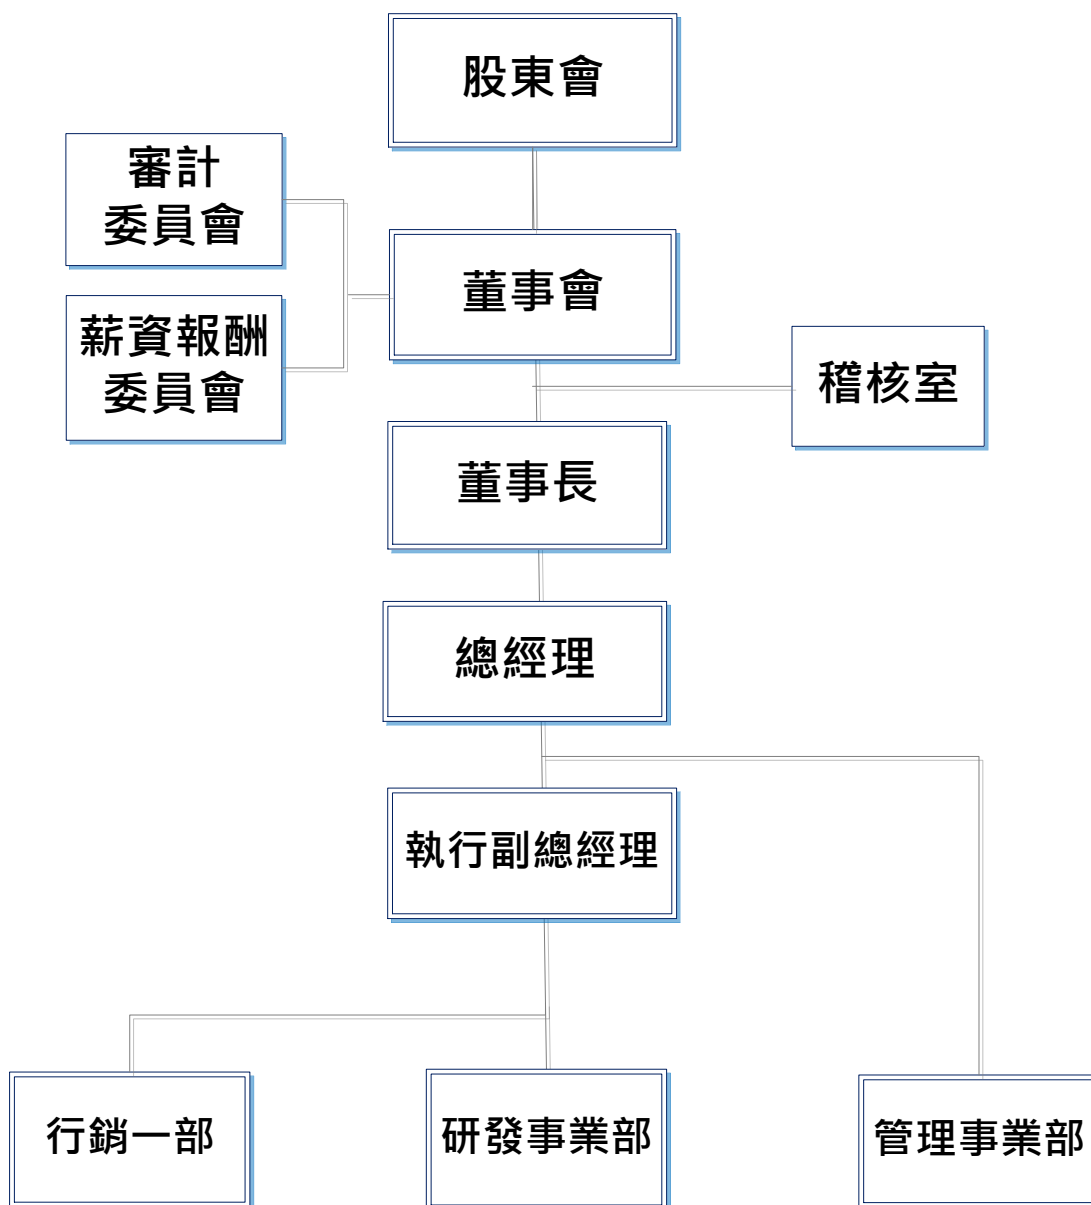 股東會
審計
委員會
董事會
薪資報酬
委員會
稽核室
董事長
總經理
執行副總經理
行銷一部
研發事業部
管理事業部